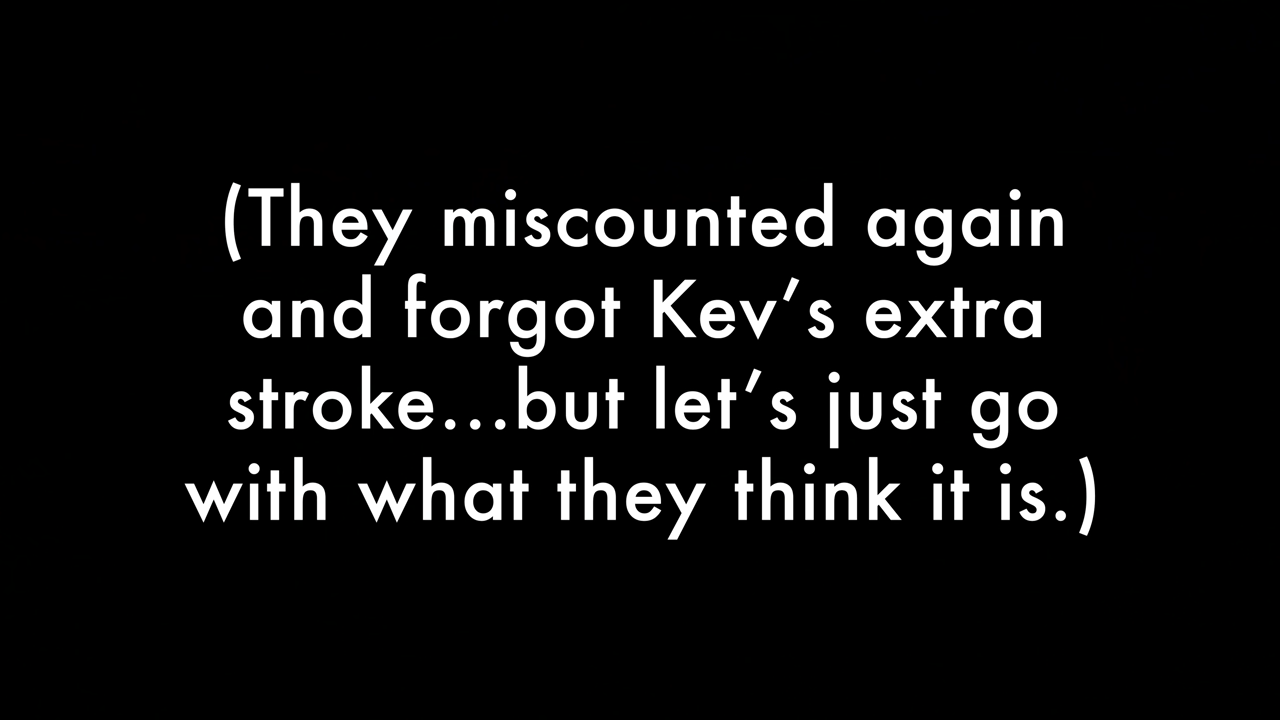 (They miscounted again
and forgot Kev’s extra
stroke...but let’s just go
with what they think it is.)